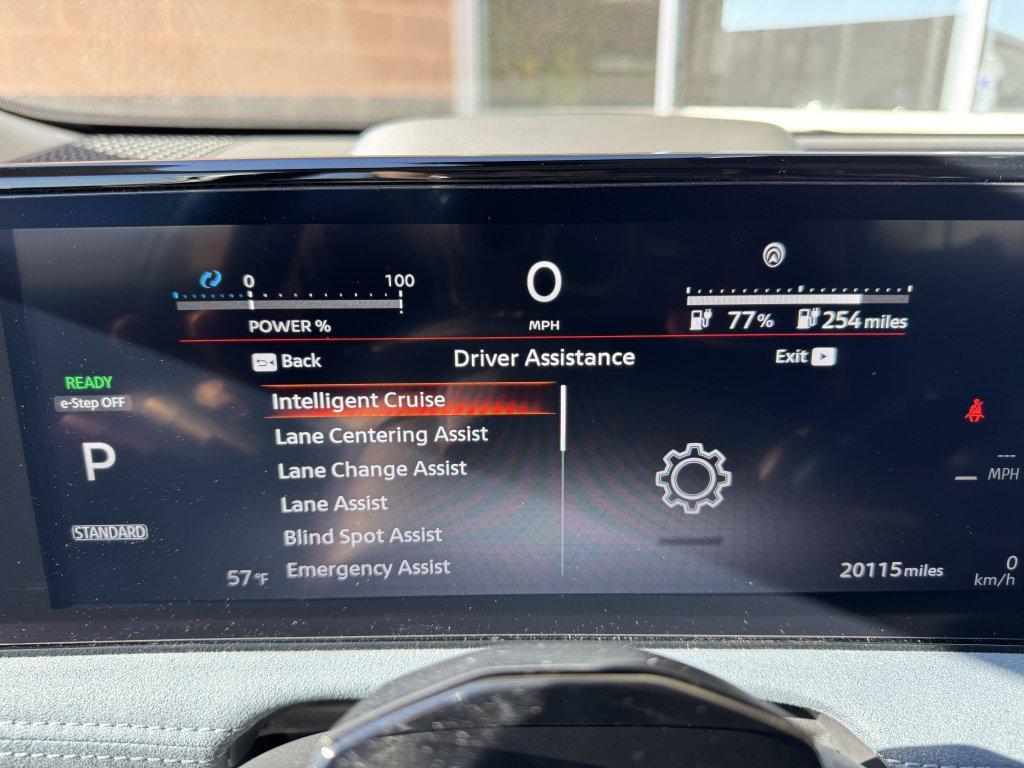 0 100
POWER %
0
MPH
77% 254 miles
Back Driver Assistance Exit
READY
e-Step OFF
P
STANDARD
Intelligent Cruise
Lane Centering Assist
Lane Change Assist
Lane Assist
Blind Spot Assist
Emergency Assist
57°F
20115 miles
---
— MPH
0
km/h